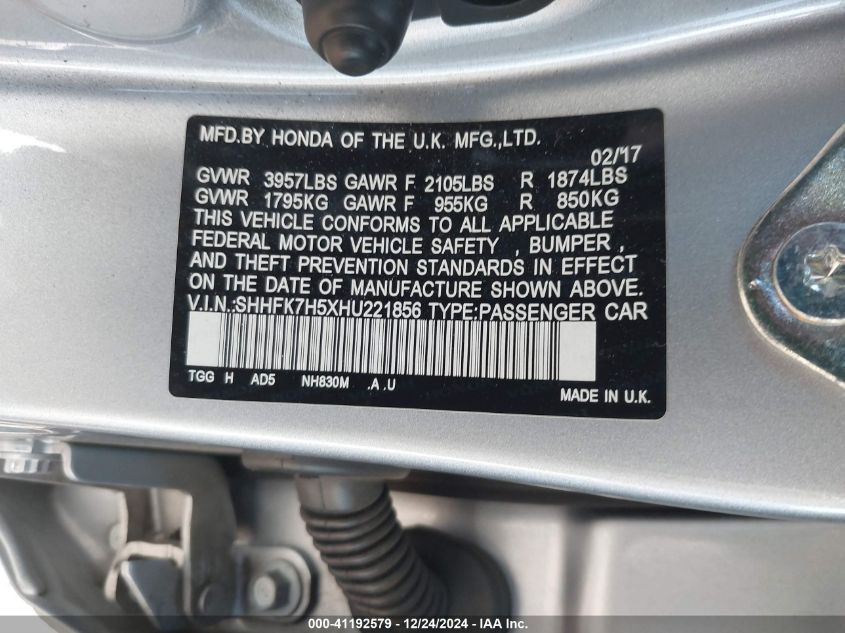 MFD.BY HONDA OF THE U.K. MFG.,LTD.
02/'17
GVWR 3957LBS GAWR F 2105LBS R 1874LBS
GVWR 1795KG GAWR F 955KG R 850KG
THIS VEHICLE CONFORMS TO ALL APPLICABLE
FEDERAL MOTOR VEHICLE SAFETY , BUMPER ,
AND THEFT PREVENTION STANDARDS IN EFFECT
ON THE DATE OF MANUFACTURE SHOWN ABOVE.
V.I.N.:SHHFK7H5XHU221856 TYPE:PASSENGER CAR
TGG H AD5 NH830M .A .U
MADE IN U.K.
000-41192579 - 12/24/2024 - IAA Inc.